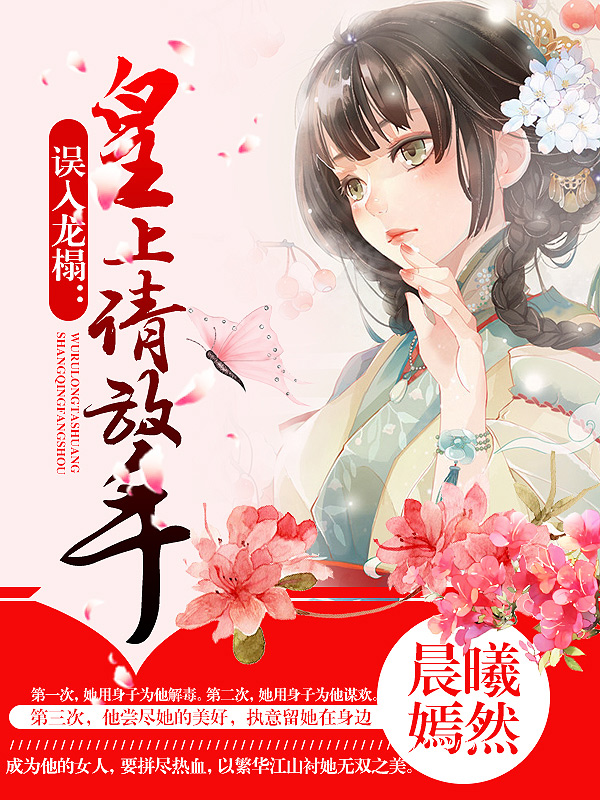 误入龙榻：
皇上请放手
WURULONGTASHUANG
SHANGQINGFANGSHOU
晨曦
嫣然
第一次，她用身子为他解毒。第二次，她用身子为他谋欢。
第三次，他尝尽她的美好，执意留她在身边
成为他的女人，要拼尽热血，以繁华江山衬她无双之美。